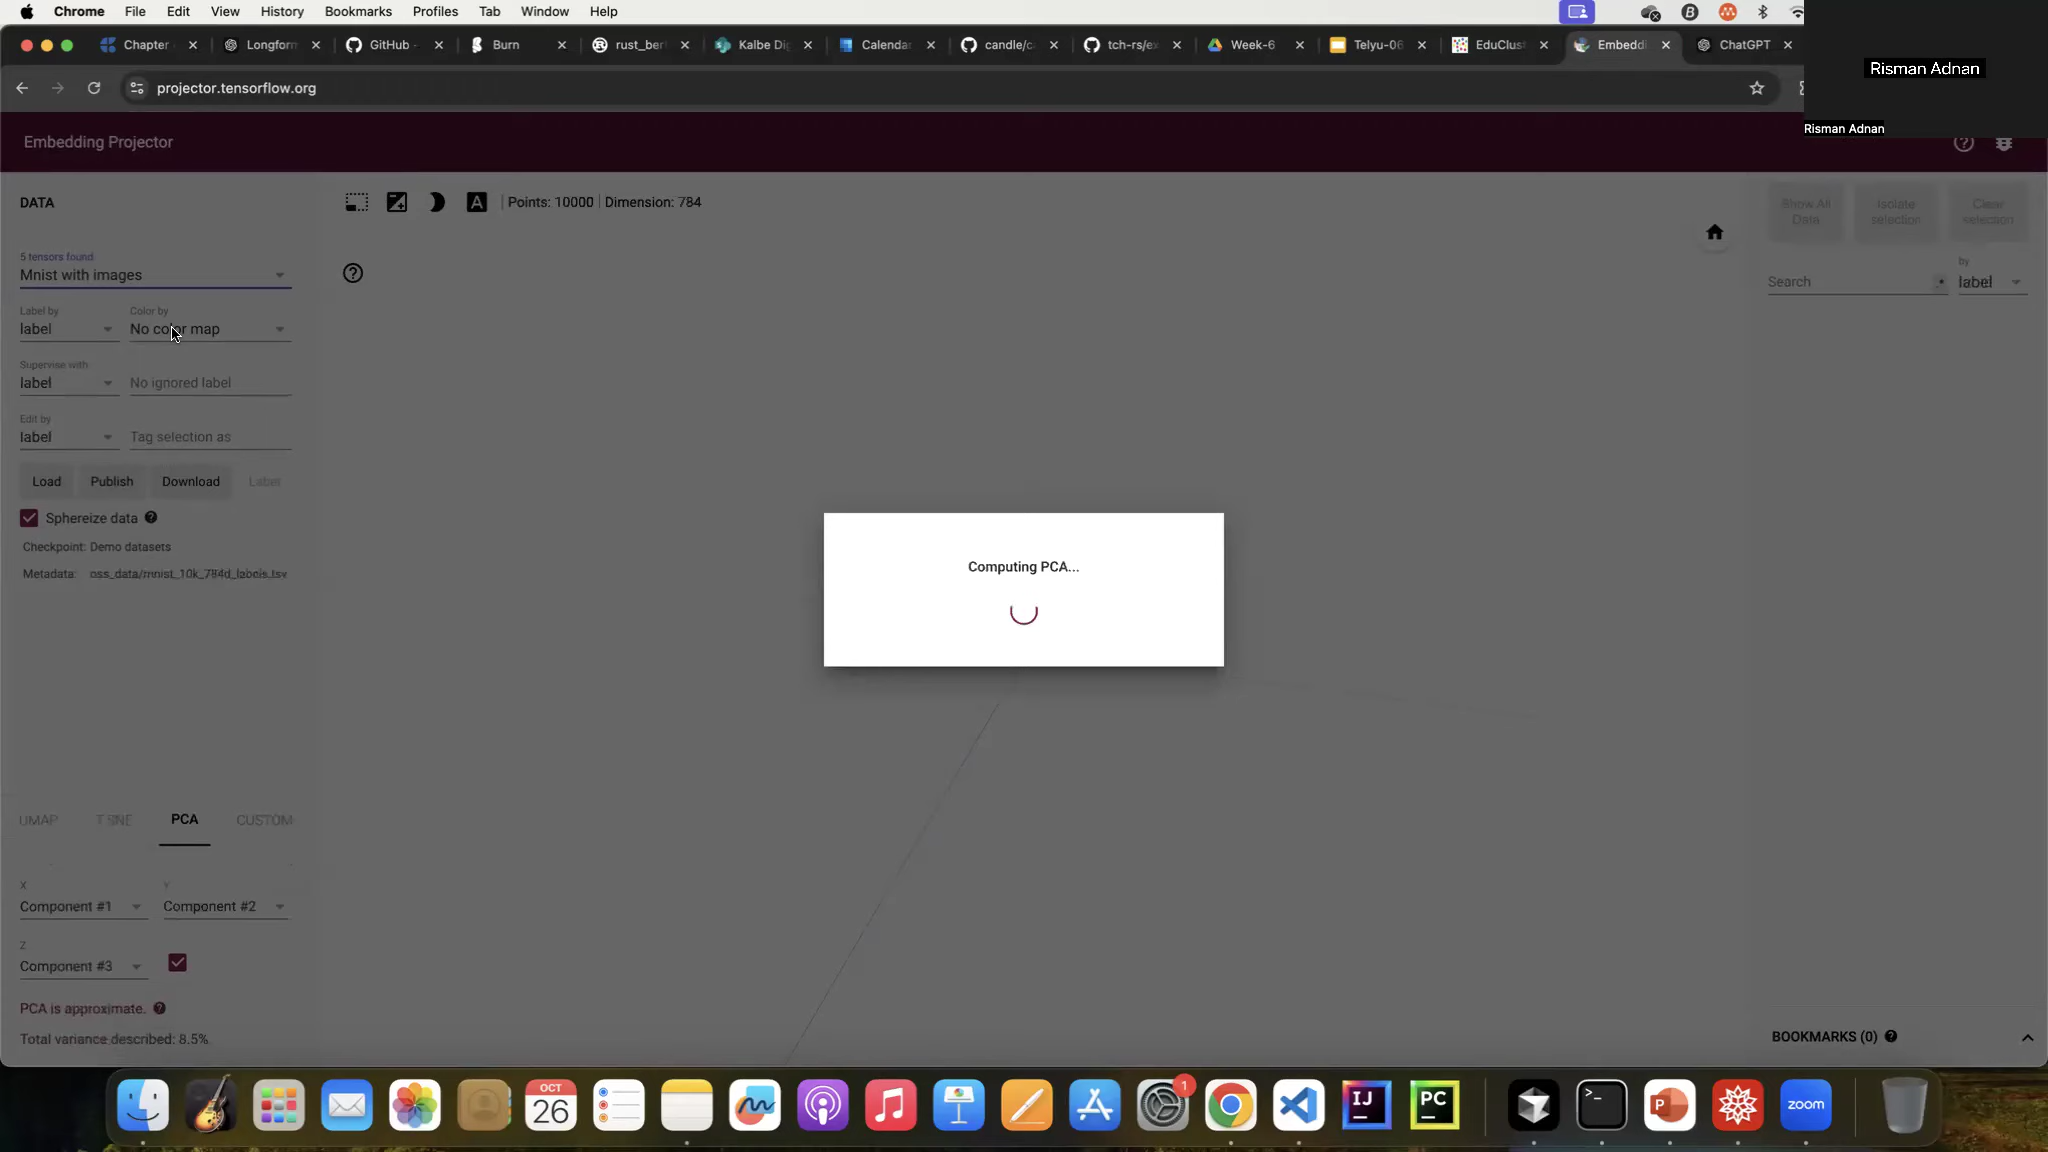 Chrome File Edit View History Bookmarks Profiles Tab Window Help
Risman Adnan
Risman Adnan
Chapter Longform GitHub - Burn rust_ber Kalbe Di Calendar candle/c tch-rs/ex Week-6 Telyu-06 EduClust Embeddi ChatGPT
projector.tensorflow.org
Embedding Projector
DATA
5 tensors found
Mnist with images
Label by Color by
label No color map
Supervise with
label No ignored label
Edit by
label Tag selection as
Load Publish Download Label
Sphereize data
Checkpoint: Demo datasets
Metadata: oss_data/mnist_10k_784d_labels.tsv
UMAP T-SNE PCA CUSTOM
X Y
Component #1 Component #2
Z
Component #3
PCA is approximate.
Total variance described: 8.5%.
A Points: 10000 Dimension: 784
Computing PCA...
Show All Data
Isolate selection
Clear selection
Search
by
label
BOOKMARKS (0)
OCT
26
1
IJ
PC
>_
P
zoom